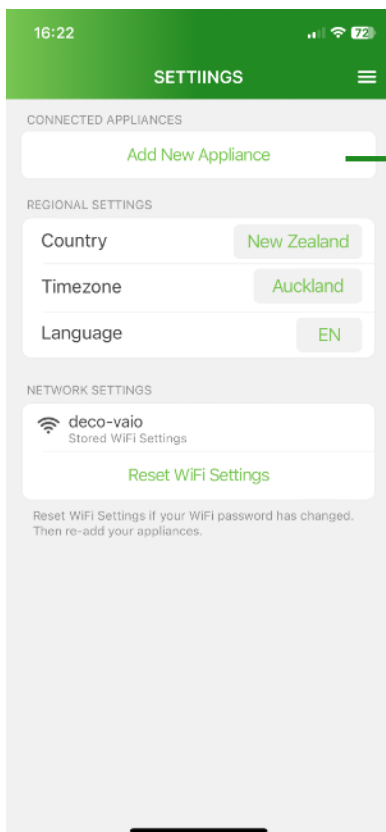 16:22
72
SETTIINGS
CONNECTED APPLIANCES
Add New Appliance
REGIONAL SETTINGS
Country New Zealand
Timezone Auckland
Language EN
NETWORK SETTINGS
deco-vaio
Stored WiFi Settings
Reset WiFi Settings
Reset WiFi Settings if your WiFi password has changed.
Then re-add your appliances.